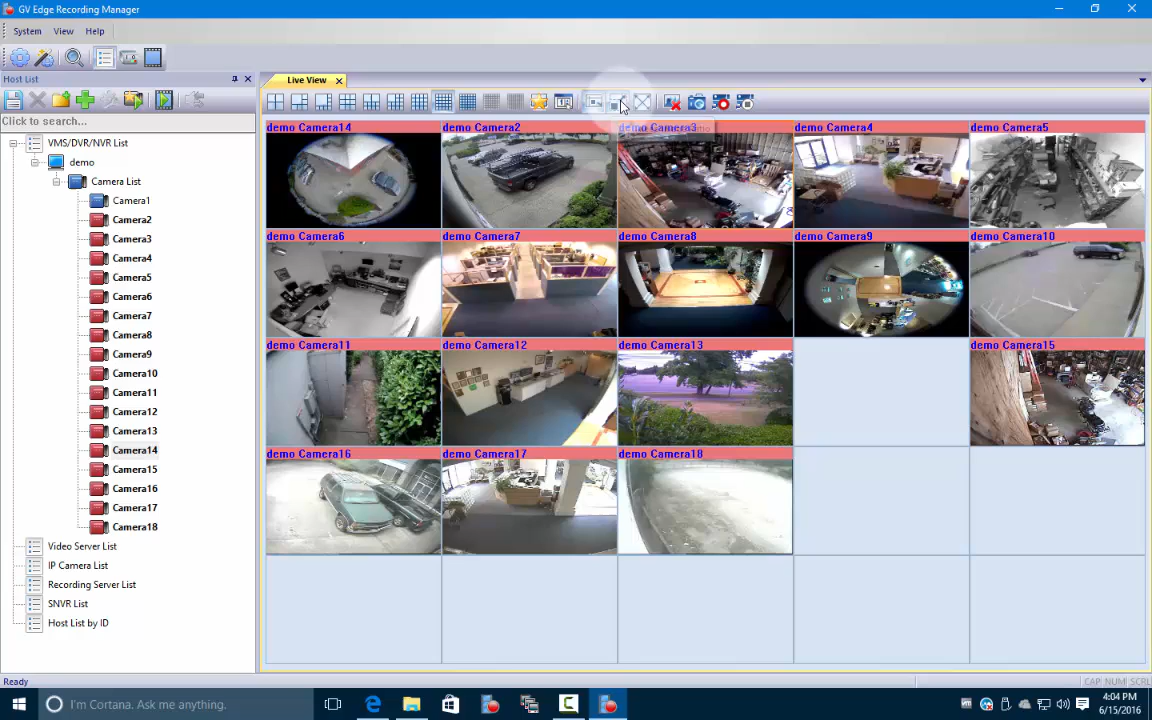 GV Edge Recording Manager
System View Help
Host List
Live View
Click to search...
VMS/DVR/NVR List
demo
Camera List
Camera1
Camera2
Camera3
Camera4
Camera5
Camera6
Camera7
Camera8
Camera9
Camera10
Camera11
Camera12
Camera13
Camera14
Camera15
Camera16
Camera17
Camera18
Video Server List
IP Camera List
Recording Server List
SNVR List
Host List by ID
demo Camera14
demo Camera2
demo Camera3
demo Camera4
demo Camera5
demo Camera6
demo Camera7
demo Camera8
demo Camera9
demo Camera10
demo Camera11
demo Camera12
demo Camera13
demo Camera15
demo Camera16
demo Camera17
demo Camera18
Ready
CAP NUM SCRL
I'm Cortana. Ask me anything.
4:04 PM
6/15/2016